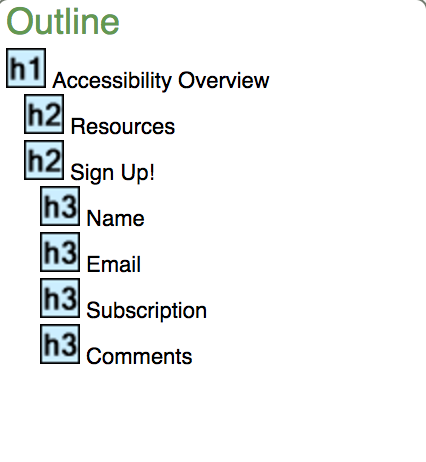 Outline
h1 Accessibility Overview
h2 Resources
h2 Sign Up!
h3 Name
h3 Email
h3 Subscription
h3 Comments